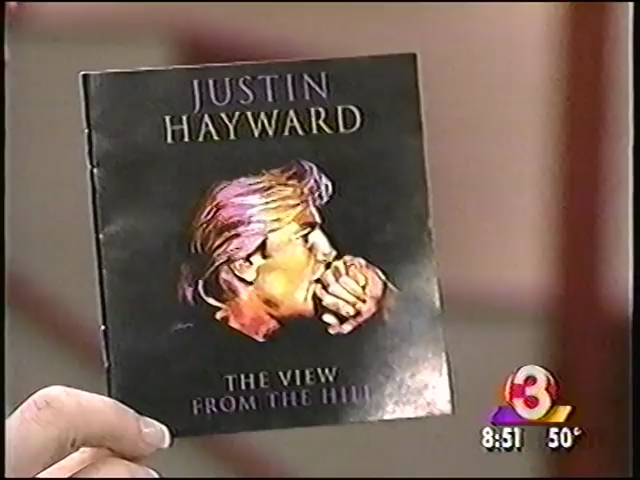 JUSTIN
HAYWARD
THE VIEW
FROM THE HILL
3
8:51 50°